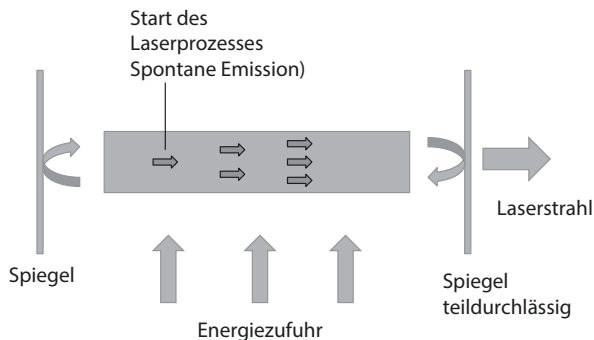 Start des
Laserprozesses
Spontane Emission)
Laserstrahl
Spiegel
Spiegel
teildurchlässig
Energiezufuhr